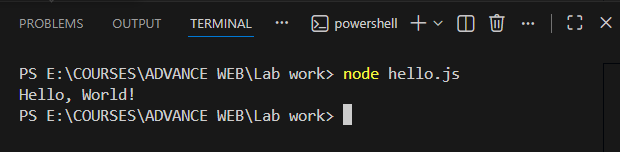 PROBLEMS OUTPUT TERMINAL ... powershell
PS E:\COURSES\ADVANCE WEB\Lab work> node hello.js
Hello, World!
PS E:\COURSES\ADVANCE WEB\Lab work>